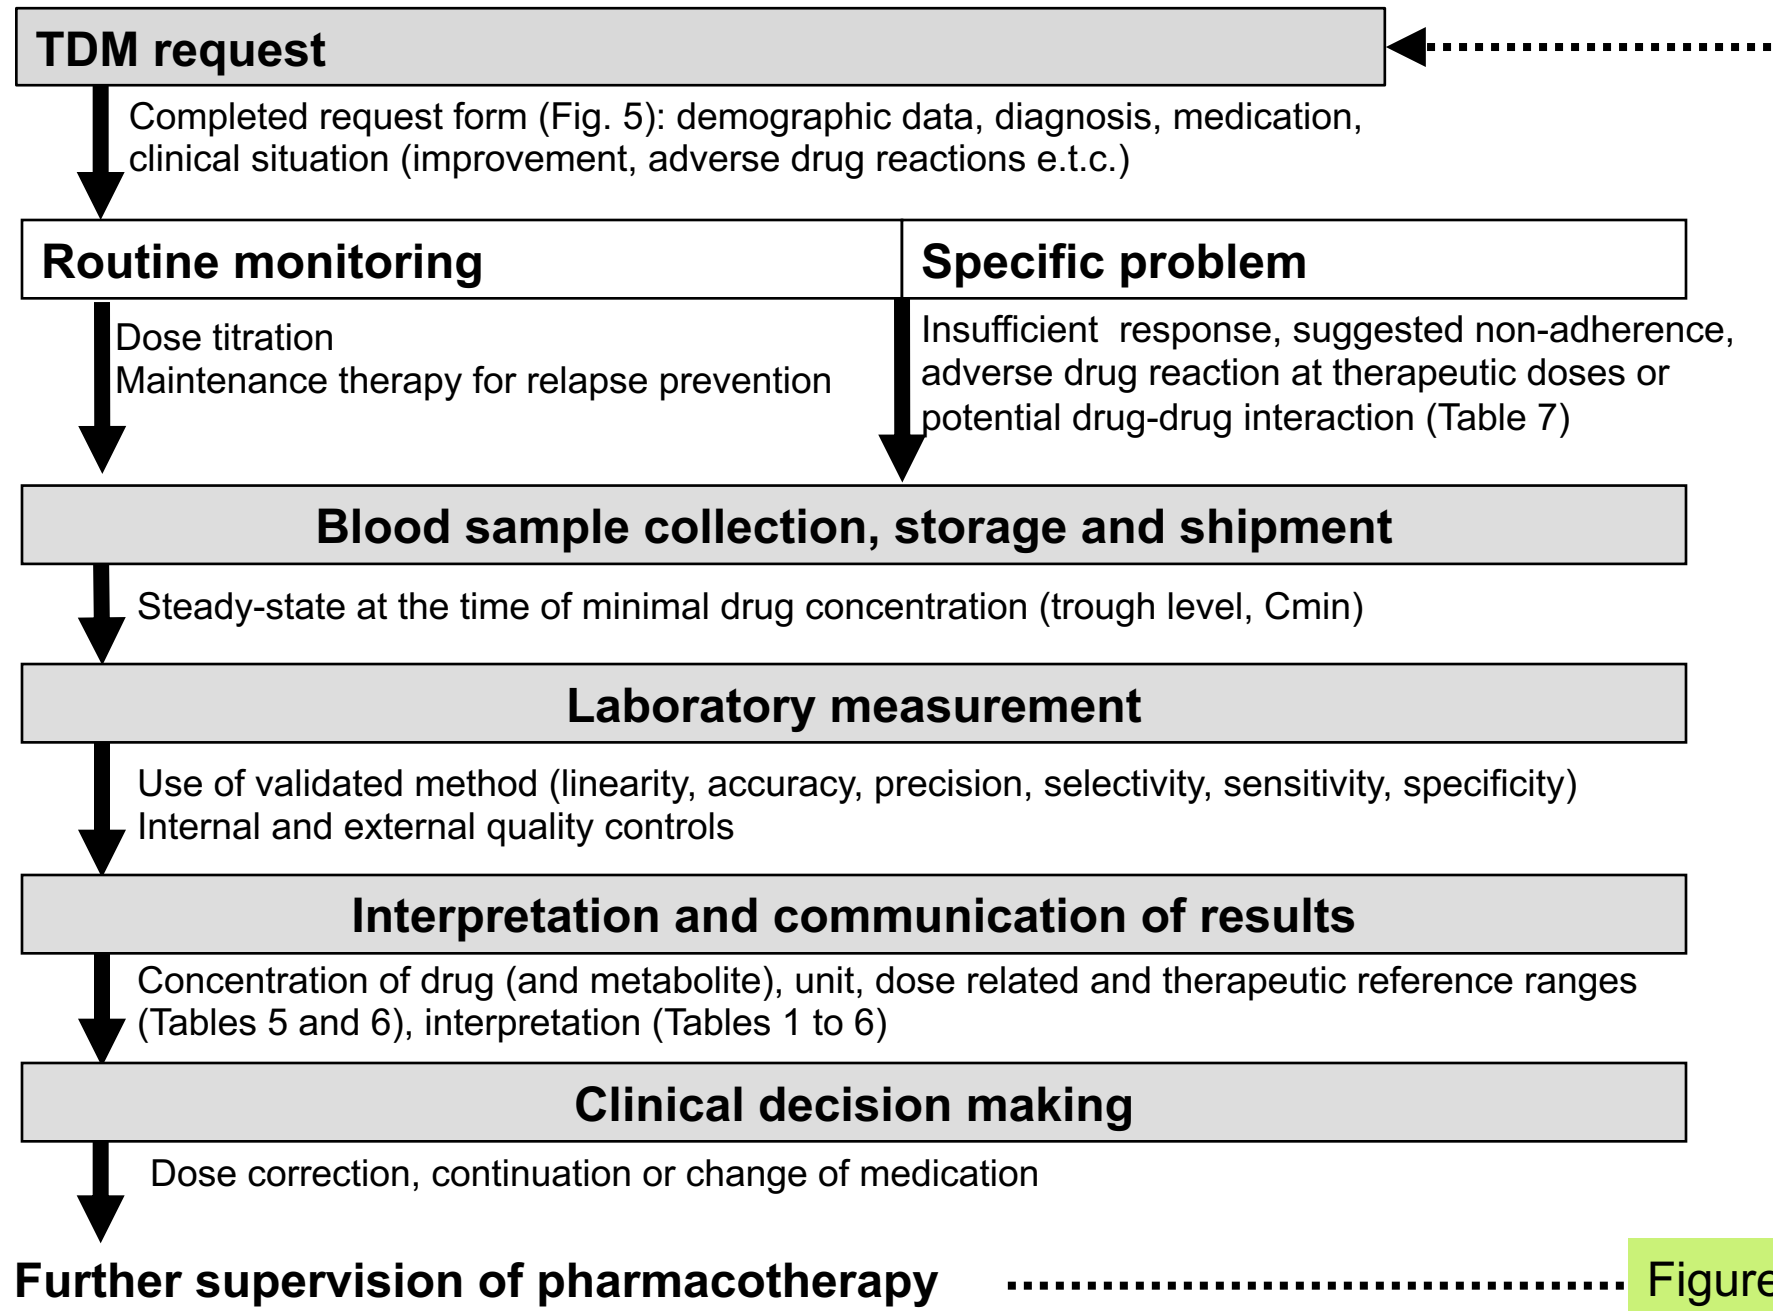 TDM request
Completed request form (Fig. 5): demographic data, diagnosis, medication,
clinical situation (improvement, adverse drug reactions e.t.c.)
Routine monitoring
Specific problem
Dose titration
Maintenance therapy for relapse prevention
Insufficient response, suggested non-adherence,
adverse drug reaction at therapeutic doses or
potential drug-drug interaction (Table 7)
Blood sample collection, storage and shipment
Steady-state at the time of minimal drug concentration (trough level, Cmin)
Laboratory measurement
Use of validated method (linearity, accuracy, precision, selectivity, sensitivity, specificity)
Internal and external quality controls
Interpretation and communication of results
Concentration of drug (and metabolite), unit, dose related and therapeutic reference ranges
(Tables 5 and 6), interpretation (Tables 1 to 6)
Clinical decision making
Dose correction, continuation or change of medication
Further supervision of pharmacotherapy
Figure